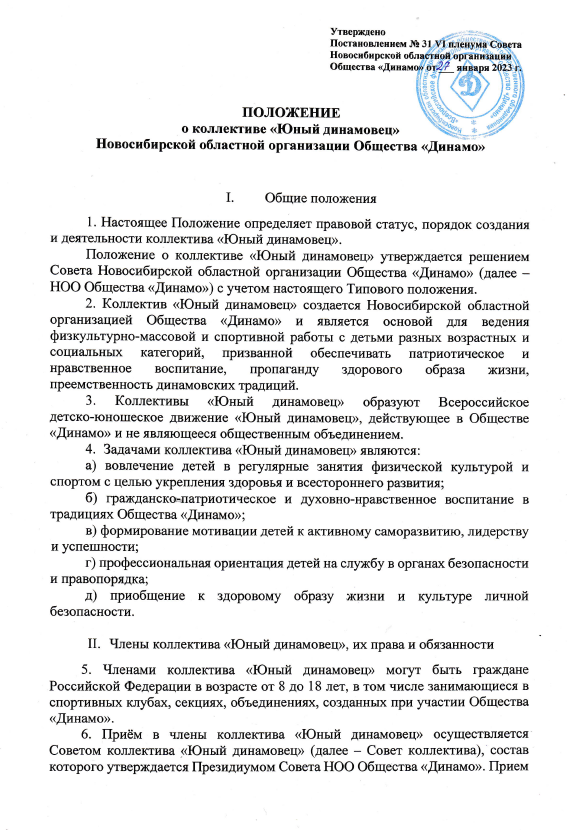 Утверждено
Постановлением № 31 VI пленума Совета
Новосибирской областной организации
Общества «Динамо» от 27 января 2023 г.
ПОЛОЖЕНИЕ
о коллективе «Юный динамовец»
Новосибирской областной организации Общества «Динамо»
I. Общие положения
1. Настоящее Положение определяет правовой статус, порядок создания
и деятельности коллектива «Юный динамовец».
Положение о коллективе «Юный динамовец» утверждается решением
Совета Новосибирской областной организации Общества «Динамо» (далее –
НОО Общества «Динамо») с учетом настоящего Типового положения.
2. Коллектив «Юный динамовец» создается Новосибирской областной
организацией Общества «Динамо» и является основой для ведения
физкультурно-массовой и спортивной работы с детьми разных возрастных и
социальных категорий, призванной обеспечивать патриотическое и
нравственное воспитание, пропаганду здорового образа жизни,
преемственность динамовских традиций.
3. Коллективы «Юный динамовец» образуют Всероссийское
детско-юношеское движение «Юный динамовец», действующее в Обществе
«Динамо» и не являющееся общественным объединением.
4. Задачами коллектива «Юный динамовец» являются:
а) вовлечение детей в регулярные занятия физической культурой и
спортом с целью укрепления здоровья и всестороннего развития;
б) гражданско-патриотическое и духовно-нравственное воспитание в
традициях Общества «Динамо»;
в) формирование мотивации детей к активному саморазвитию, лидерству
и успешности;
г) профессиональная ориентация детей на службу в органах безопасности
и правопорядка;
д) приобщение к здоровому образу жизни и культуре личной
безопасности.
II. Члены коллектива «Юный динамовец», их права и обязанности
5. Членами коллектива «Юный динамовец» могут быть граждане
Российской Федерации в возрасте от 8 до 18 лет, в том числе занимающиеся в
спортивных клубах, секциях, объединениях, созданных при участии Общества
«Динамо».
6. Приём в члены коллектива «Юный динамовец» осуществляется
Советом коллектива «Юный динамовец» (далее – Совет коллектива), состав
которого утверждается Президиумом Совета НОО Общества «Динамо». Прием